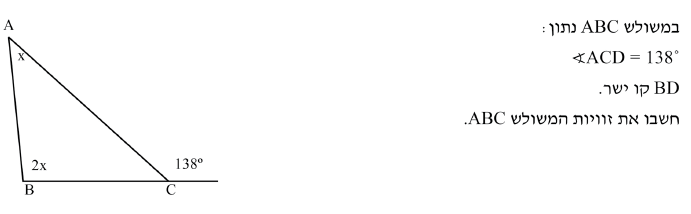 במשולש ABC נתון:
∢ACD = 138°
BD קו ישר.
חשבו את זוויות המשולש ABC.
A
x
2x
138°
B
C